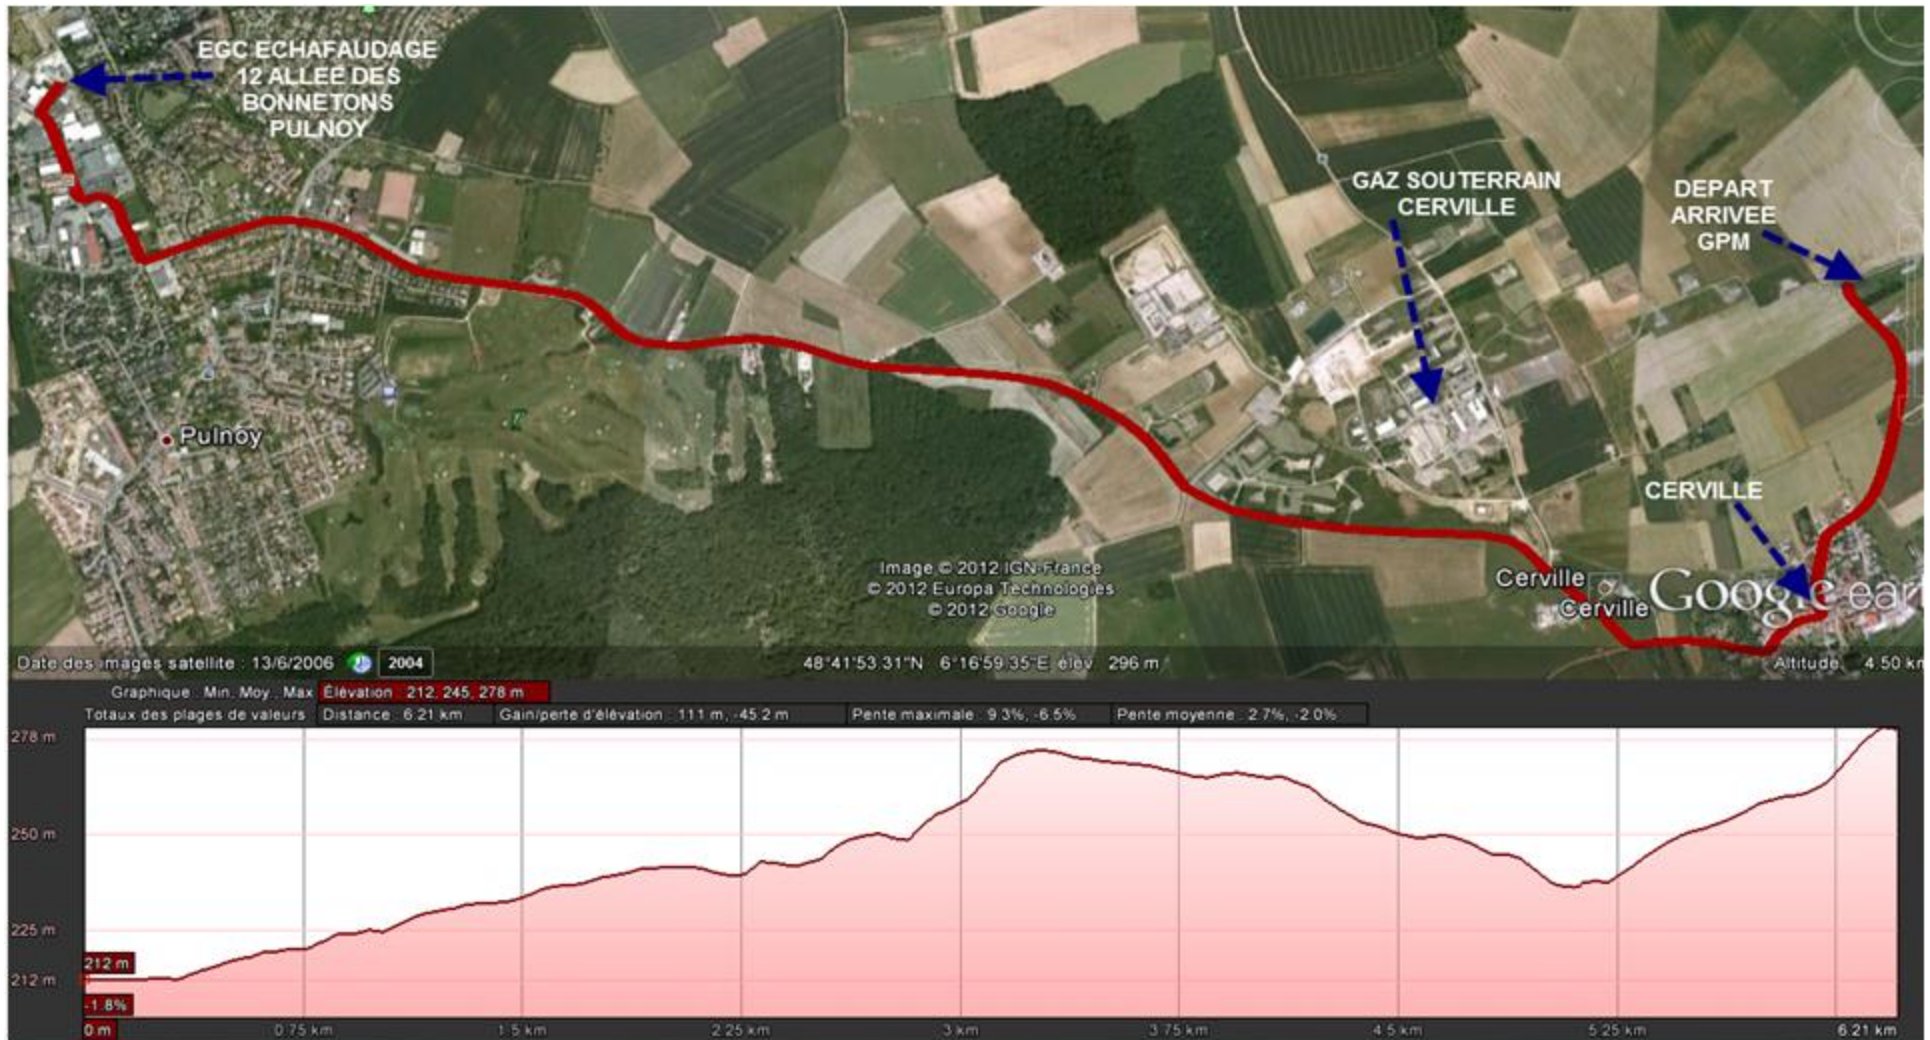 EGC ECHAFAUDAGE
12 ALLEE DES
BONNETONS
PULNOY
GAZ SOUTERRAIN
CERVILLE
DEPART
ARRIVEE
GPM
Pulnoy
CERVILLE
Image © 2012 IGN-France
© 2012 Europa Technologies
© 2012 Google
Cerville
Cerville
Google ear
Date des images satellite : 13/6/2006 2004 48°41'53.31"N 6°16'59.35"E élév. 296 m Altitude 4.50 km
Graphique : Min, Moy., Max Élévation : 212, 245, 278 m
Totaux des plages de valeurs Distance : 6.21 km Gain/perte d'élévation : 111 m, -45.2 m Pente maximale : 9.3%, -6.5% Pente moyenne : 2.7%, -2.0%
278 m
250 m
225 m
212 m
212 m
-1.8%
0 m 0.75 km 1.5 km 2.25 km 3 km 3.75 km 4.5 km 5.25 km 6.21 km